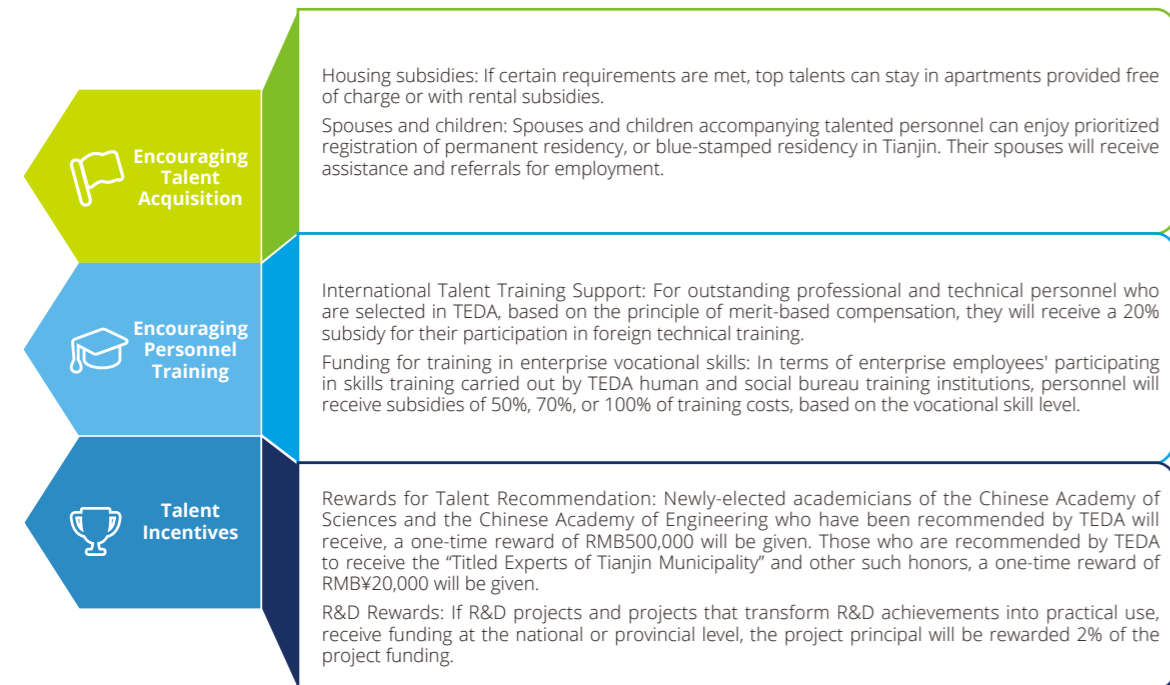 Encouraging
Talent
Acquisition
Housing subsidies: If certain requirements are met, top talents can stay in apartments provided free
of charge or with rental subsidies.
Spouses and children: Spouses and children accompanying talented personnel can enjoy prioritized
registration of permanent residency, or blue-stamped residency in Tianjin. Their spouses will receive
assistance and referrals for employment.
Encouraging
Personnel
Training
International Talent Training Support: For outstanding professional and technical personnel who
are selected in TEDA, based on the principle of merit-based compensation, they will receive a 20%
subsidy for their participation in foreign technical training.
Funding for training in enterprise vocational skills: In terms of enterprise employees' participating
in skills training carried out by TEDA human and social bureau training institutions, personnel will
receive subsidies of 50%, 70%, or 100% of training costs, based on the vocational skill level.
Talent
Incentives
Rewards for Talent Recommendation: Newly-elected academicians of the Chinese Academy of
Sciences and the Chinese Academy of Engineering who have been recommended by TEDA will
receive, a one-time reward of RMB500,000 will be given. Those who are recommended by TEDA
to receive the “Titled Experts of Tianjin Municipality” and other such honors, a one-time reward of
RMB¥20,000 will be given.
R&D Rewards: If R&D projects and projects that transform R&D achievements into practical use,
receive funding at the national or provincial level, the project principal will be rewarded 2% of the
project funding.